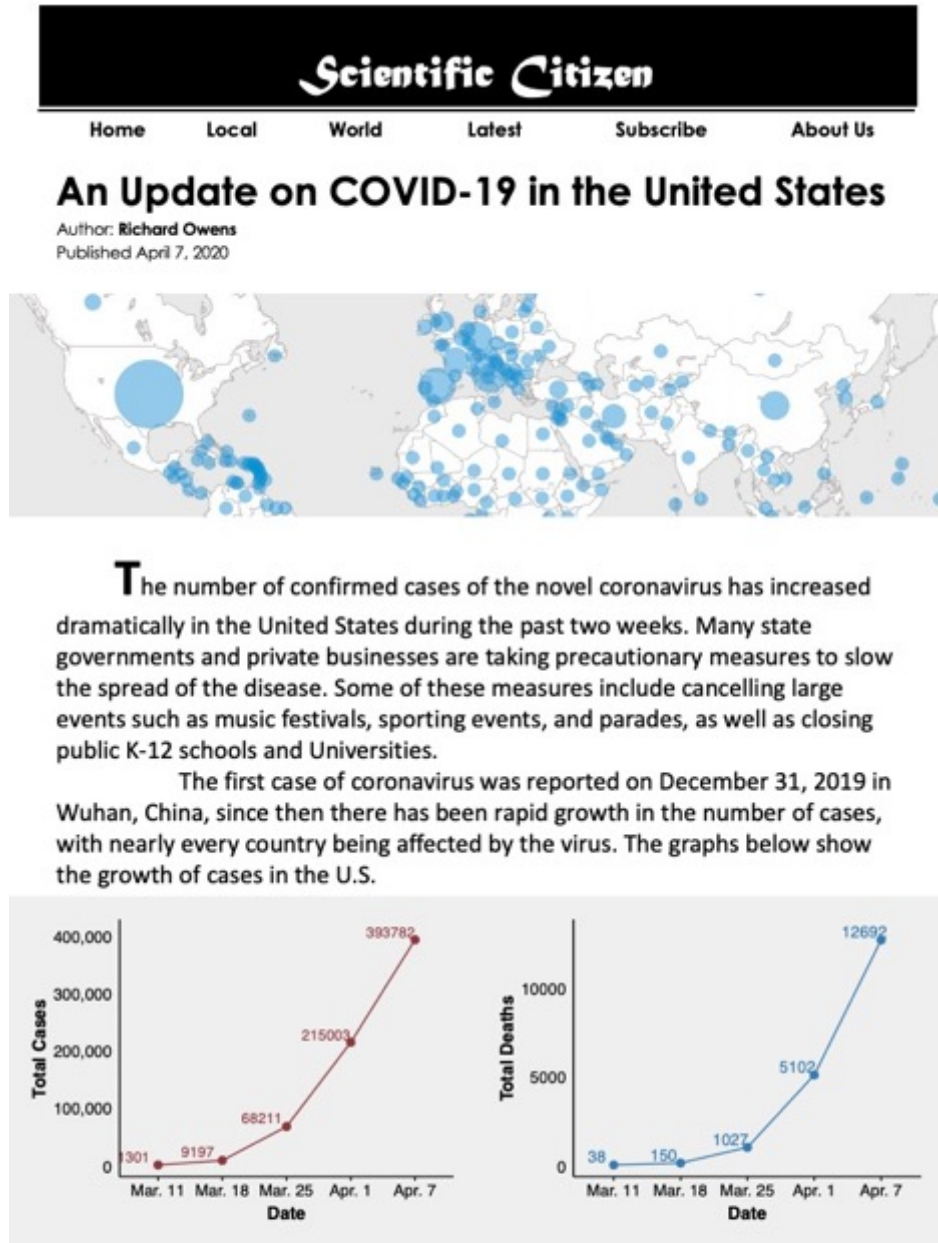 Scientific Citizen
Home Local World Latest Subscribe About Us
An Update on COVID-19 in the United States
Author: Richard Owens
Published April 7, 2020
The number of confirmed cases of the novel coronavirus has increased
dramatically in the United States during the past two weeks. Many state
governments and private businesses are taking precautionary measures to slow
the spread of the disease. Some of these measures include cancelling large
events such as music festivals, sporting events, and parades, as well as closing
public K-12 schools and Universities.
The first case of coronavirus was reported on December 31, 2019 in
Wuhan, China, since then there has been rapid growth in the number of cases,
with nearly every country being affected by the virus. The graphs below show
the growth of cases in the U.S.
Total Cases
400,000
300,000
200,000
100,000
0
1301
9197
68211
215003
393782
Mar. 11 Mar. 18 Mar. 25 Apr. 1 Apr. 7
Date
Total Deaths
10000
5000
0
38
150
1027
5102
12692
Mar. 11 Mar. 18 Mar. 25 Apr. 1 Apr. 7
Date